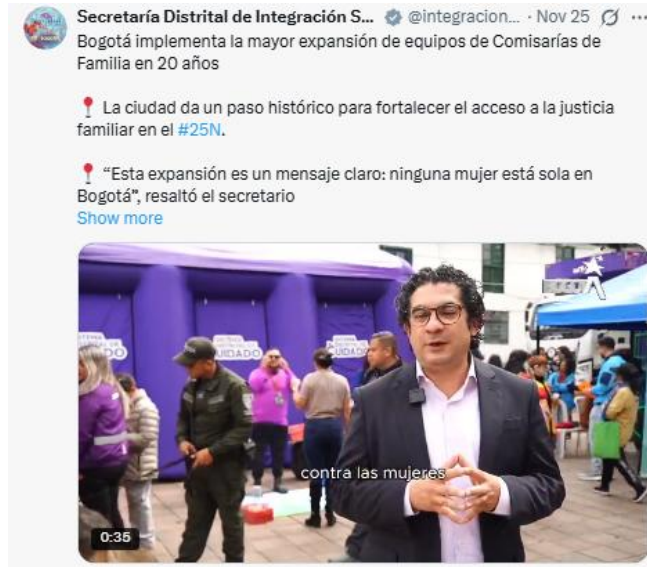 Secretaría Distrital de Integración S... @integracion... · Nov 25
Bogotá implementa la mayor expansión de equipos de Comisarías de
Familia en 20 años
📍 La ciudad da un paso histórico para fortalecer el acceso a la justicia
familiar en el #25N.
📍 “Esta expansión es un mensaje claro: ninguna mujer está sola en
Bogotá”, resaltó el secretario
Show more
contra las mujeres
0:35